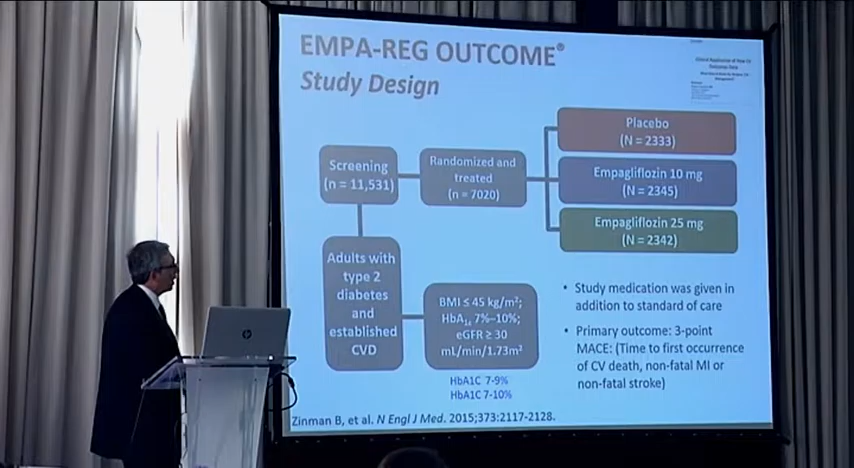 EMPA-REG OUTCOME®
Study Design
Screening
(n = 11,531)
Randomized and
treated
(n = 7020)
Placebo
(N = 2333)
Empagliflozin 10 mg
(N = 2345)
Empagliflozin 25 mg
(N = 2342)
Adults with
type 2
diabetes
and
established
CVD
BMI ≤ 45 kg/m²;
HbA1c 7%–10%;
eGFR ≥ 30
mL/min/1.73m²
HbA1C 7-9%
HbA1C 7-10%
• Study medication was given in
addition to standard of care
• Primary outcome: 3-point
MACE: (Time to first occurrence
of CV death, non-fatal MI or
non-fatal stroke)
Zinman B, et al. N Engl J Med. 2015;373:2117-2128.
hp